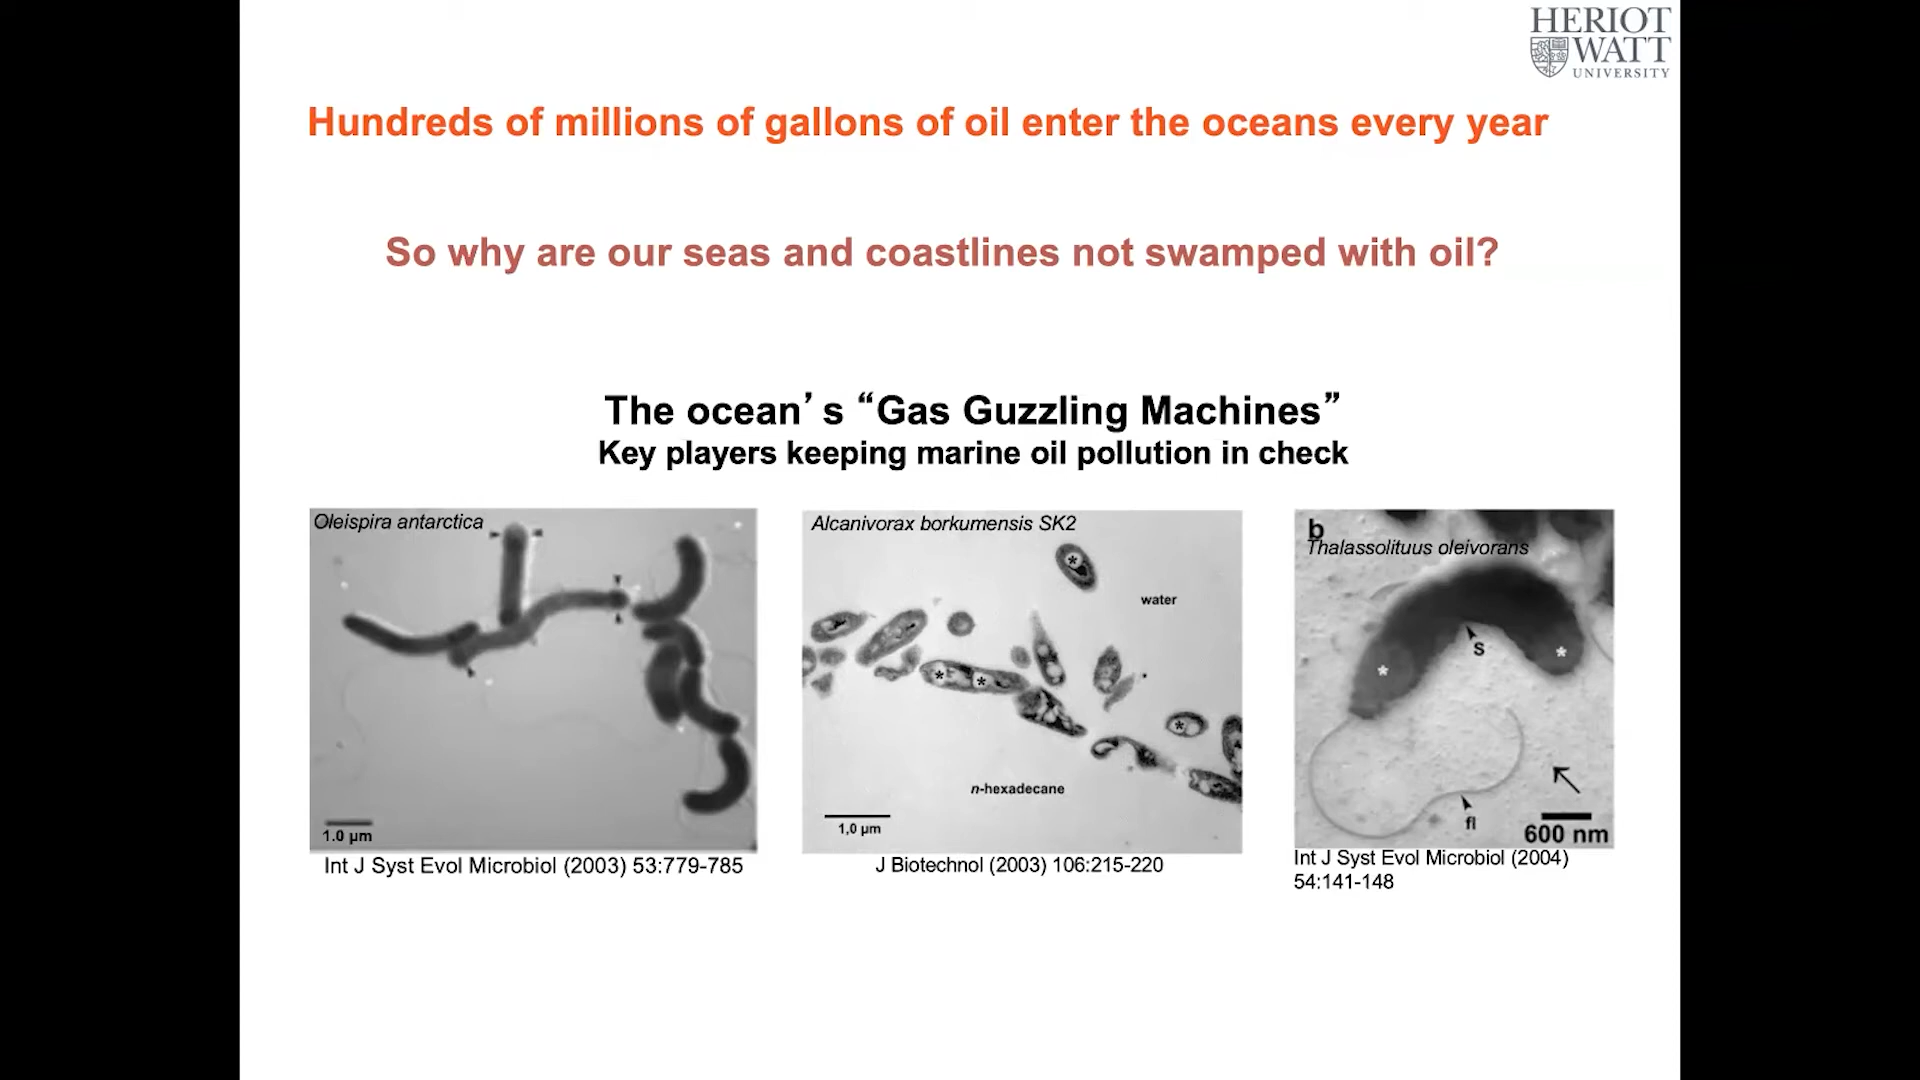 HERIOT
WATT
UNIVERSITY
Hundreds of millions of gallons of oil enter the oceans every year
So why are our seas and coastlines not swamped with oil?
The ocean’s “Gas Guzzling Machines”
Key players keeping marine oil pollution in check
Oleispira antarctica
1.0 µm
Int J Syst Evol Microbiol (2003) 53:779-785
Alcanivorax borkumensis SK2
water
* * * *
n-hexadecane
1,0 µm
J Biotechnol (2003) 106:215-220
b
Thalassolituus oleivorans
s
* *
fl
600 nm
Int J Syst Evol Microbiol (2004)
54:141-148